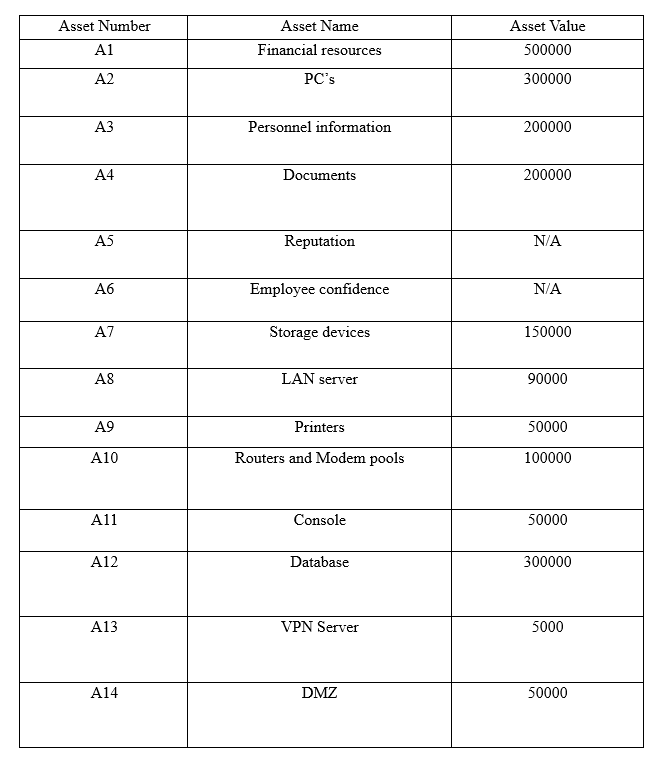 Asset Number Asset Name Asset Value
A1 Financial resources 500000
A2 PC’s 300000
A3 Personnel information 200000
A4 Documents 200000
A5 Reputation N/A
A6 Employee confidence N/A
A7 Storage devices 150000
A8 LAN server 90000
A9 Printers 50000
A10 Routers and Modem pools 100000
A11 Console 50000
A12 Database 300000
A13 VPN Server 5000
A14 DMZ 50000